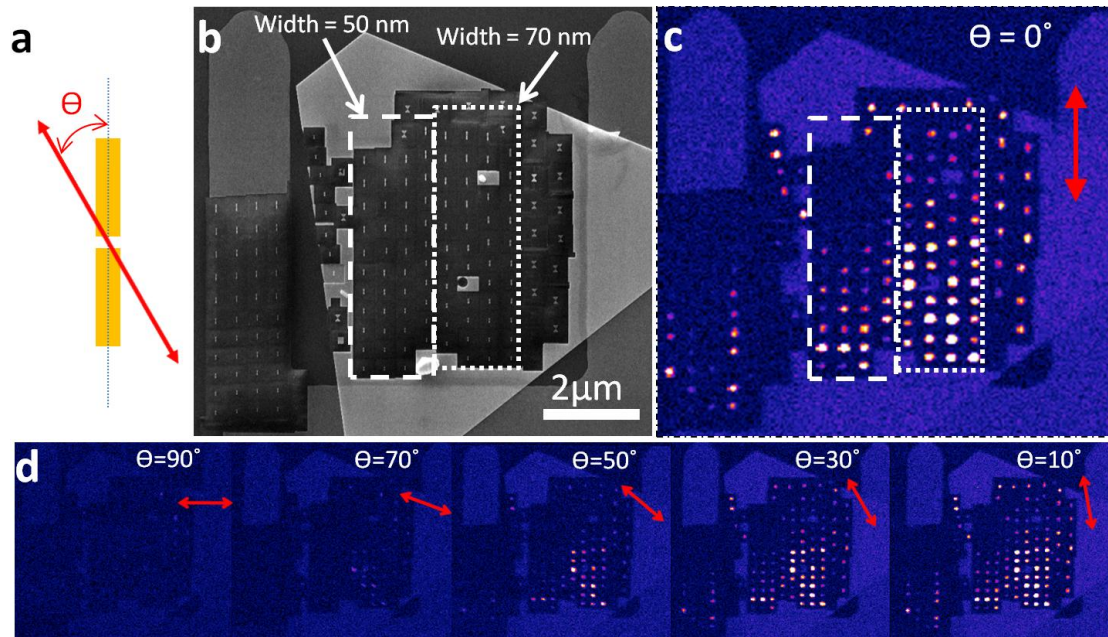 a
ϴ
b
Width = 50 nm
Width = 70 nm
2µm
c
ϴ = 0˚
d
ϴ=90˚
ϴ=70˚
ϴ=50˚
ϴ=30˚
ϴ=10˚